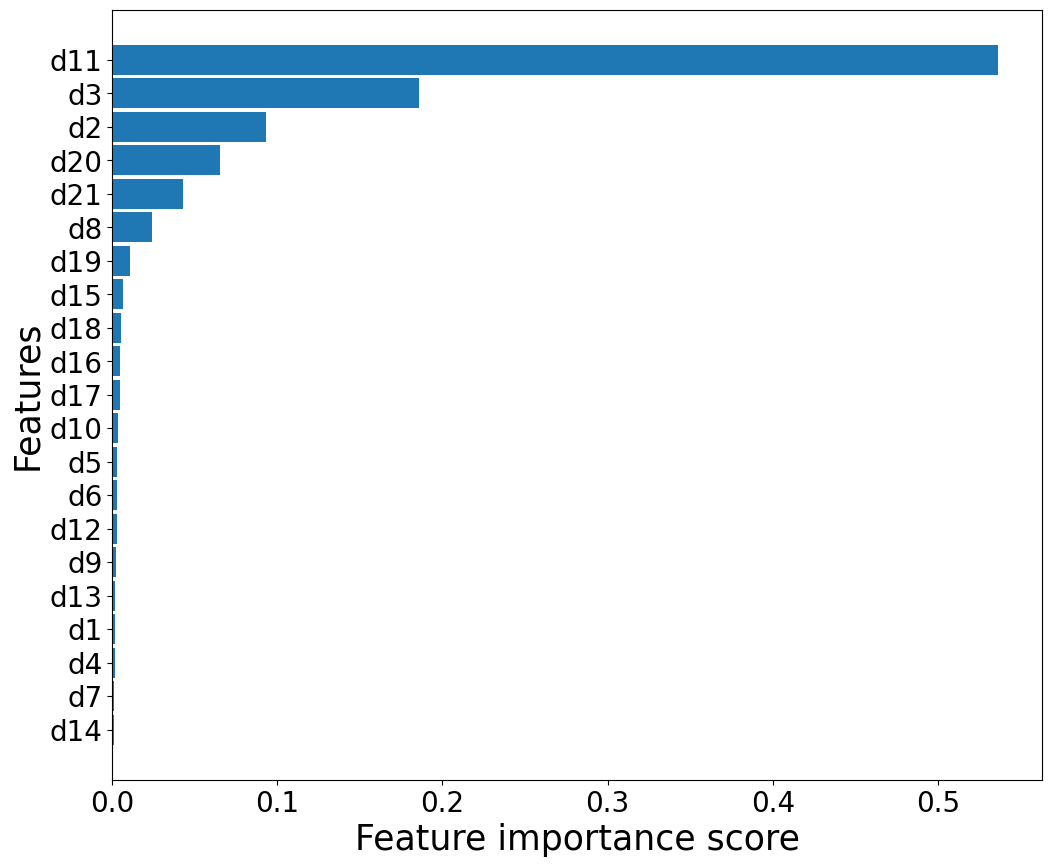 d11
d3
d2
d20
d21
d8
d19
d15
d18
d16
d17
d10
d5
d6
d12
d9
d13
d1
d4
d7
d14
Features
0.0 0.1 0.2 0.3 0.4 0.5
Feature importance score